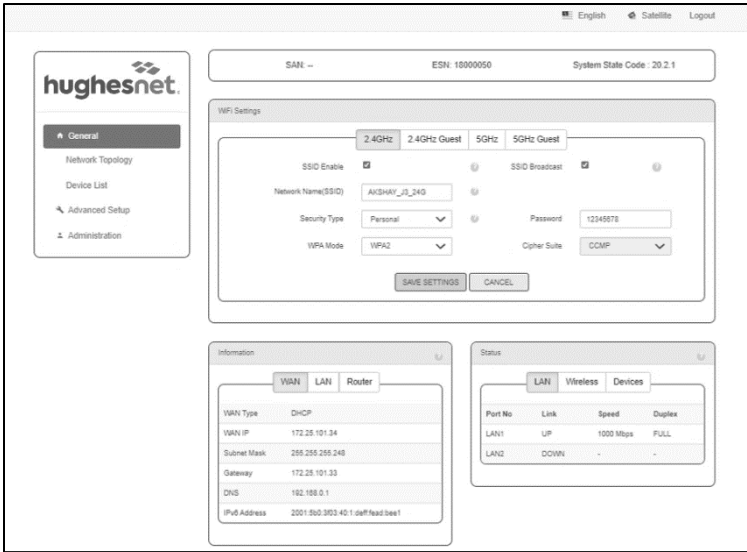 English Satellite Logout
hughesnet.
General
Network Topology
Device List
Advanced Setup
Administration
SAN: -- ESN: 18000050 System State Code : 20.2.1
WiFi Settings
2.4GHz 2.4GHz Guest 5GHz 5GHz Guest
SSID Enable SSID Broadcast
Network Name(SSID) AKSHAY_J3_24G
Security Type Personal Password 12345678
WPA Mode WPA2 Cipher Suite CCMP
SAVE SETTINGS CANCEL
Information
WAN LAN Router
WAN Type DHCP
WAN IP 172.25.101.34
Subnet Mask 255.255.255.248
Gateway 172.25.101.33
DNS 192.168.0.1
IPv6 Address 2001:5b0:3f03:40:1:deff:fead:bee1
Status
LAN Wireless Devices
Port No Link Speed Duplex
LAN1 UP 1000 Mbps FULL
LAN2 DOWN - -